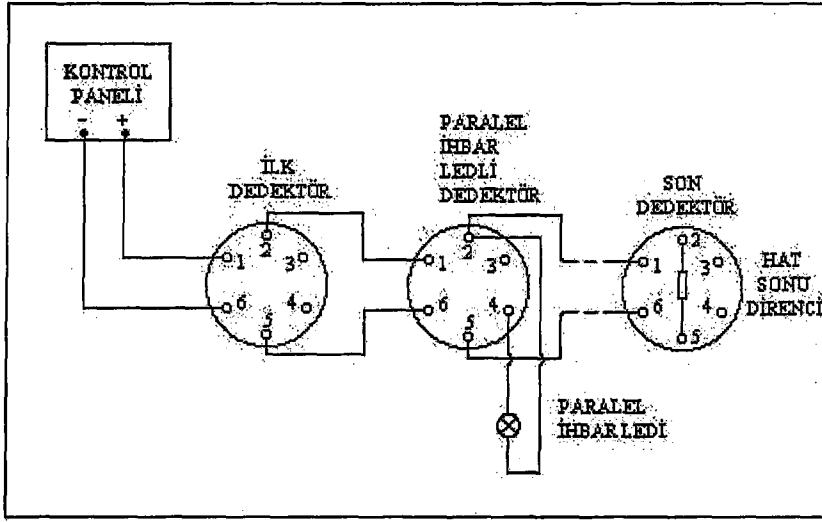 KONTROL
PANELİ
- +
İLK
DEDEKTÖR
1
2
3
4
5
6
PARALEL
İHBAR
LEDLİ
DEDEKTÖR
1
2
3
4
5
6
SON
DEDEKTÖR
1
2
3
4
5
6
HAT
SONU
DİRENCİ
PARALEL
İHBAR LEDİ